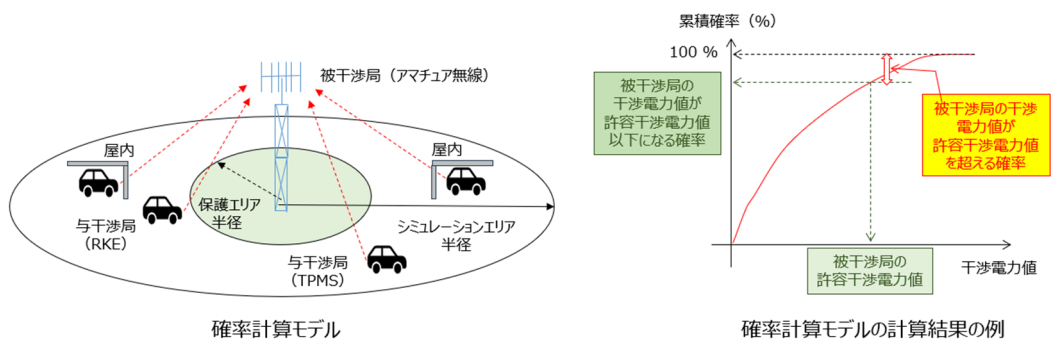 被干渉局（アマチュア無線）
屋内
屋内
保護エリア
半径
与干渉局
（RKE）
シミュレーションエリア
半径
与干渉局
（TPMS）
確率計算モデル
累積確率（%）
100 %
被干渉局の
干渉電力値が
許容干渉電力値
以下になる確率
被干渉局の干渉
電力値が
許容干渉電力値
を超える確率
被干渉局の
許容干渉電力値
干渉電力値
確率計算モデルの計算結果の例